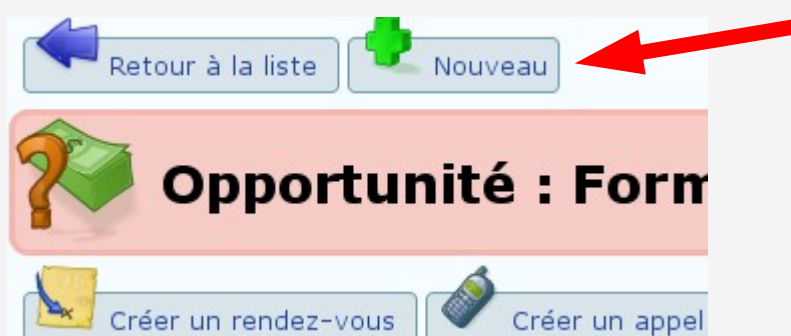 Retour à la liste Nouveau
Opportunité : Form
Créer un rendez-vous Créer un appel